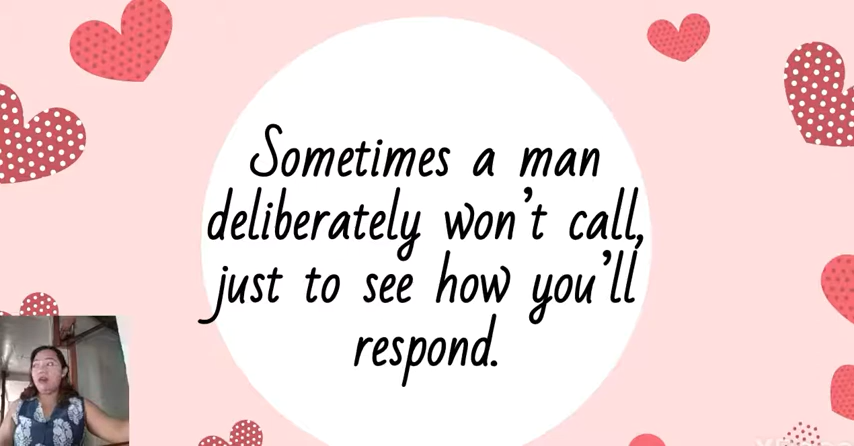 Sometimes a man
deliberately won't call,
just to see how you'll
respond.